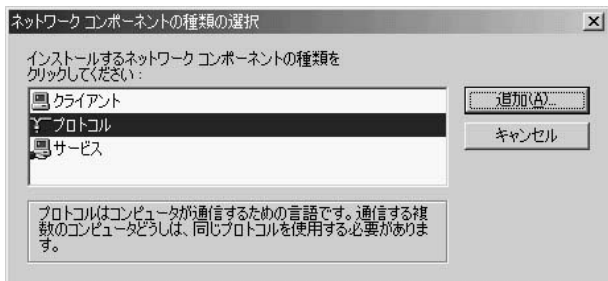 ネットワーク コンポーネントの種類の選択
インストールするネットワーク コンポーネントの種類を
クリックしてください :
クライアント
追加(A)...
プロトコル
キャンセル
サービス
プロトコルはコンピュータが通信するための言語です。通信する複
数のコンピュータどうしは、同じプロトコルを使用する必要がありま
す。